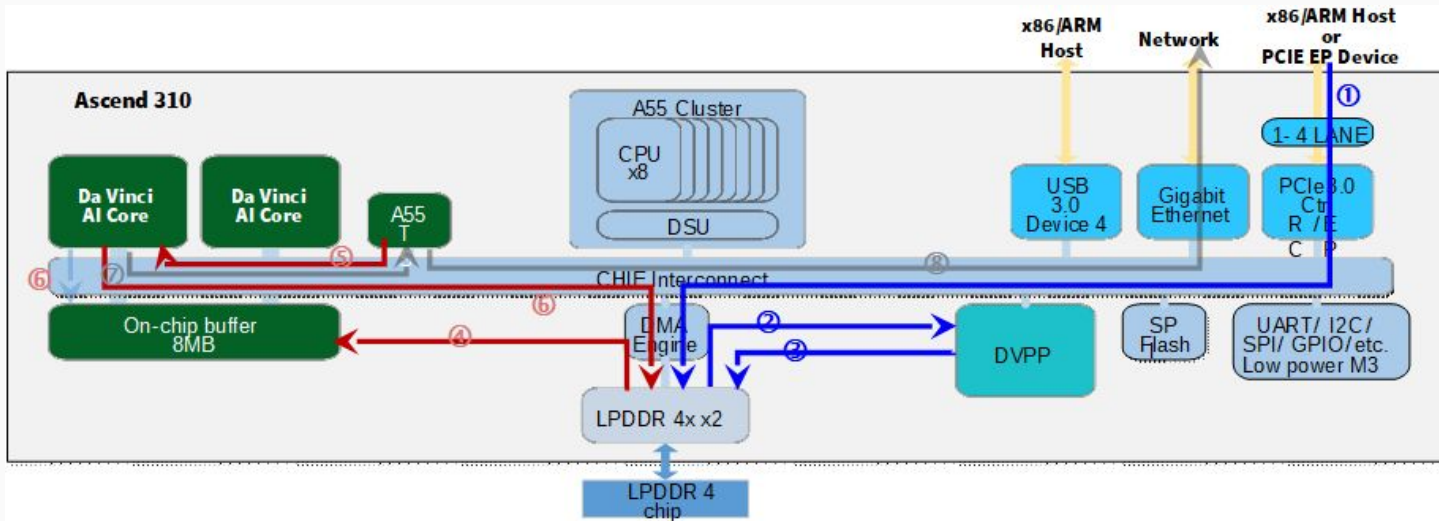 x86/ARM
Host
Network
x86/ARM Host
or
PCIE EP Device
Ascend 310
①
A55 Cluster
CPU
x8
DSU
1- 4 LANE
Da Vinci
AI Core
Da Vinci
AI Core
A55
T
USB
3.0
Device 4
Gigabit
Ethernet
PCIe 3.0
Ctrl
R /E
C P
⑤
⑥
⑦
⑧
CHIE Interconnect
⑥
On-chip buffer
8MB
④
DMA
Engine
②
③
DVPP
SP
Flash
UART/ I2C/
SPI/ GPIO/etc.
Low power M3
LPDDR 4x x2
LPDDR 4
chip